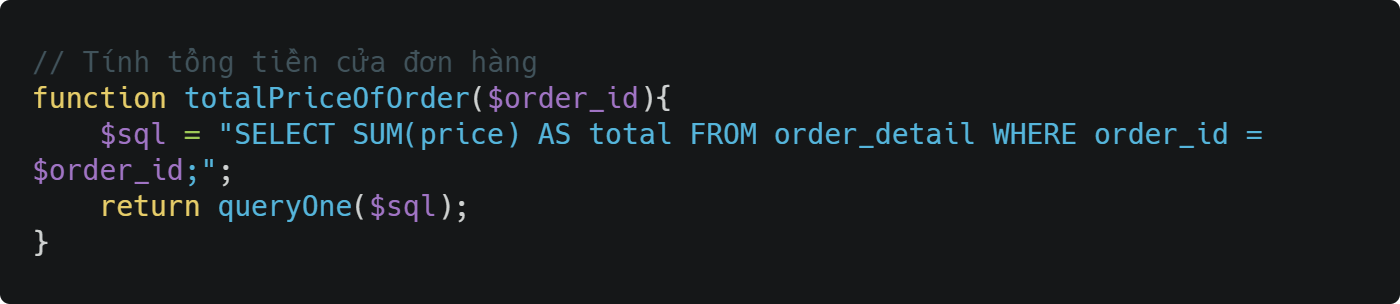 // Tính tổng tiền cửa đơn hàng
function totalPriceOfOrder($order_id){
    $sql = "SELECT SUM(price) AS total FROM order_detail WHERE order_id =
$order_id;";
    return queryOne($sql);
}